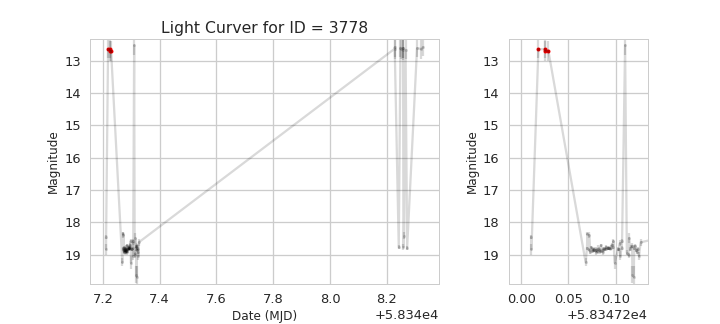 Light Curver for ID = 3778
13
14
15
16
17
18
19
Magnitude
7.2 7.4 7.6 7.8 8.0 8.2
Date (MJD)
+5.834e4
13
14
15
16
17
18
19
Magnitude
0.00 0.05 0.10
+5.83472e4